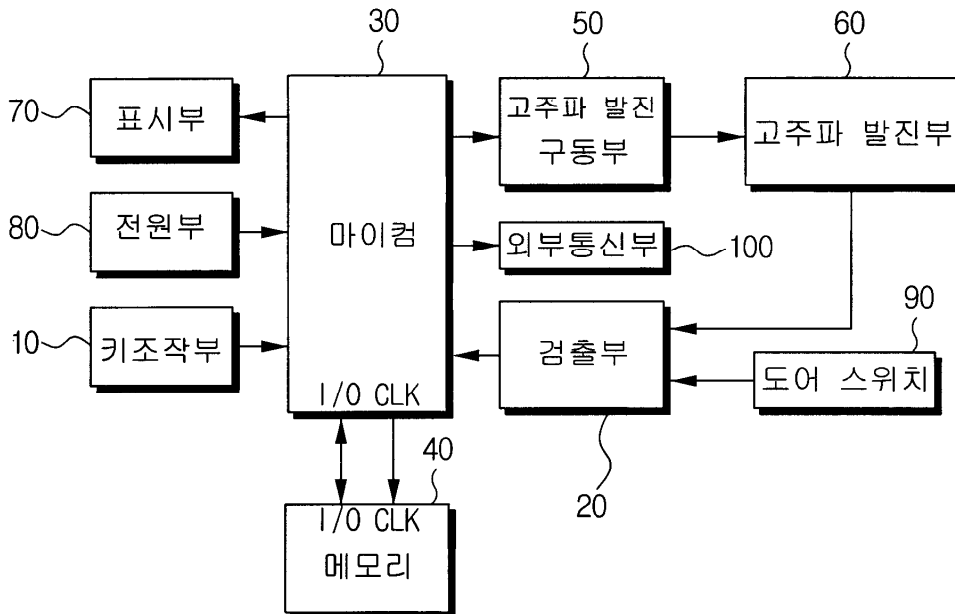 30
50
60
70
표시부
고주파 발진
구동부
고주파 발진부
80
전원부
마이컴
외부통신부
100
10
키조작부
검출부
90
도어 스위치
I/O CLK
20
40
I/O CLK
메모리